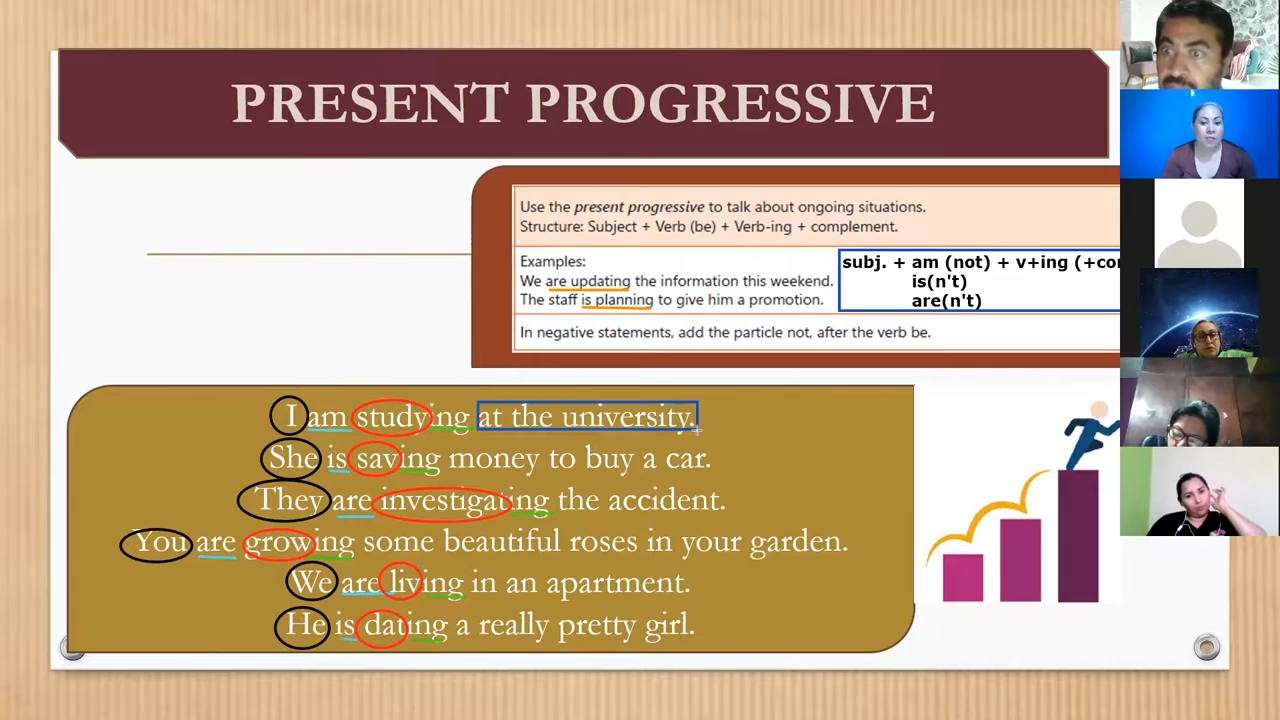 PRESENT PROGRESSIVE
Use the present progressive to talk about ongoing situations.
Structure: Subject + Verb (be) + Verb-ing + complement.
Examples:
We are updating the information this weekend.
The staff is planning to give him a promotion.
subj. + am (not) + v+ing (+co
is(n't)
are(n't)
In negative statements, add the particle not, after the verb be.
I am studying at the university.
She is saving money to buy a car.
They are investigating the accident.
You are growing some beautiful roses in your garden.
We are living in an apartment.
He is dating a really pretty girl.